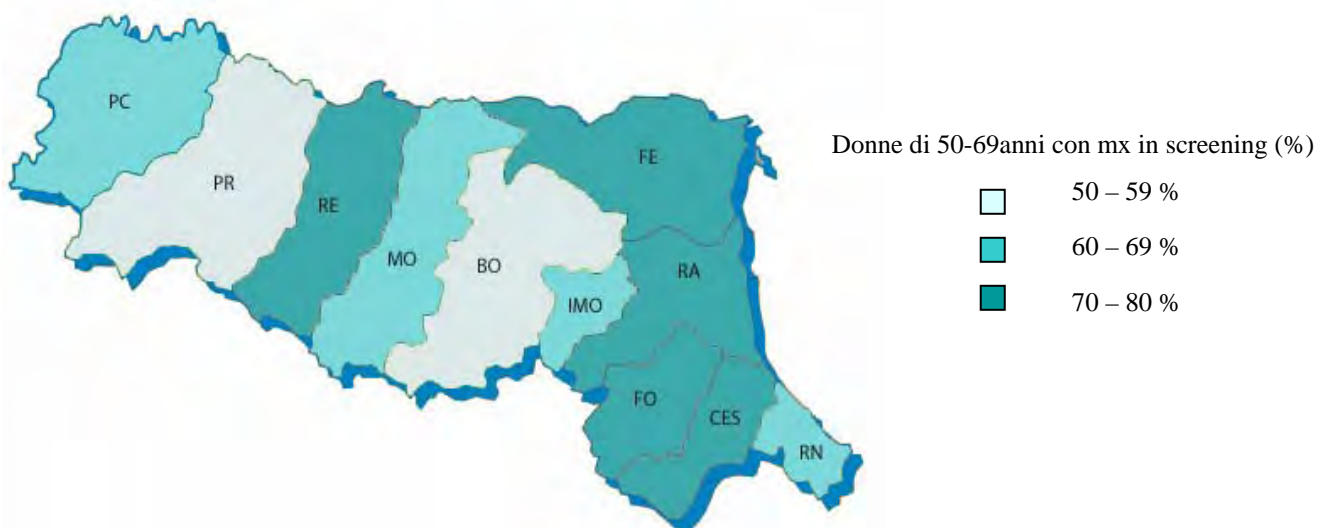 PC
PR
RE
MO
BO
FE
RA
IMO
FO
CES
RN
Donne di 50-69anni con mx in screening (%)
50 – 59 %
60 – 69 %
70 – 80 %